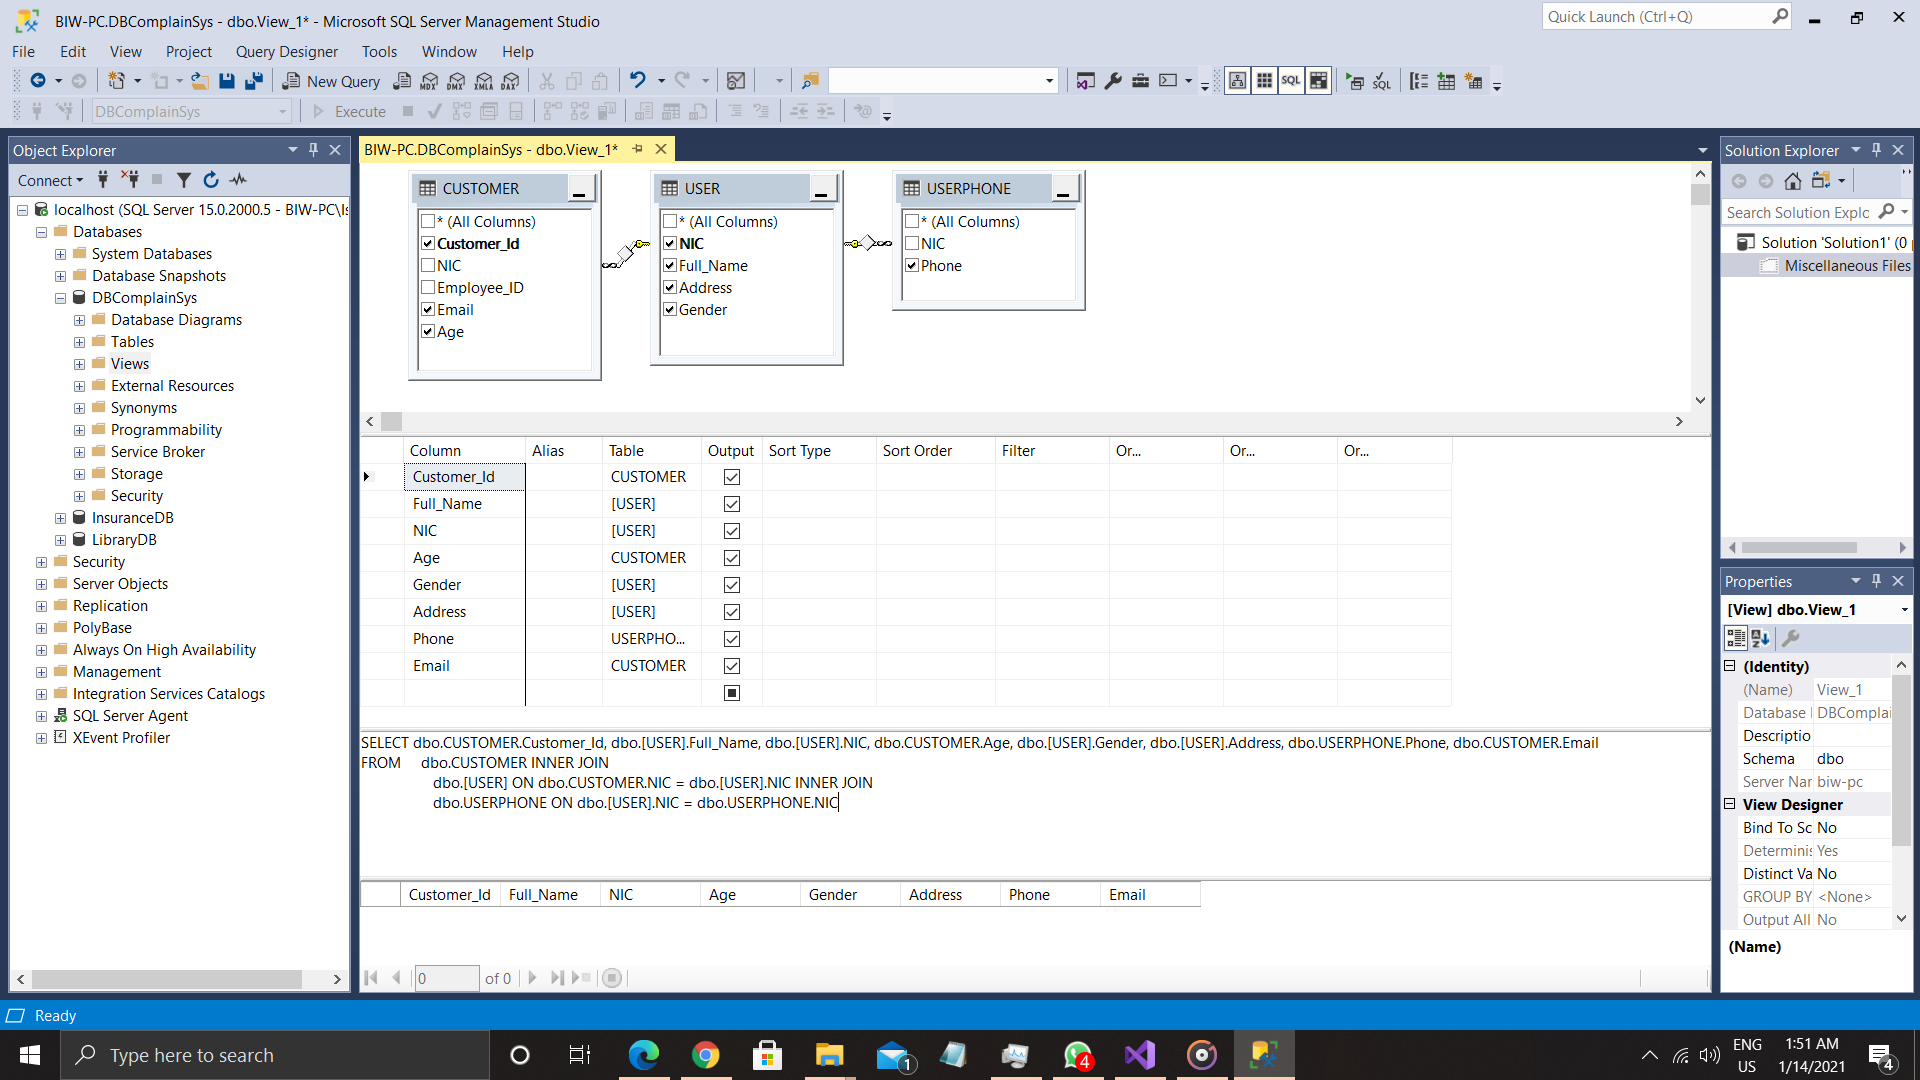 BIW-PC.DBComplainSys - dbo.View_1* - Microsoft SQL Server Management Studio
Quick Launch (Ctrl+Q)
File Edit View Project Query Designer Tools Window Help
New Query MDX DMX XMLA DAX SQL SQL
DBComplainSys Execute
Object Explorer
Connect
localhost (SQL Server 15.0.2000.5 - BIW-PC\Is
Databases
System Databases
Database Snapshots
DBComplainSys
Database Diagrams
Tables
Views
External Resources
Synonyms
Programmability
Service Broker
Storage
Security
InsuranceDB
LibraryDB
Security
Server Objects
Replication
PolyBase
Always On High Availability
Management
Integration Services Catalogs
SQL Server Agent
XEvent Profiler
BIW-PC.DBComplainSys - dbo.View_1*
CUSTOMER
* (All Columns)
Customer_Id
NIC
Employee_ID
Email
Age
USER
* (All Columns)
NIC
Full_Name
Address
Gender
USERPHONE
* (All Columns)
NIC
Phone
Column Alias Table Output Sort Type Sort Order Filter Or... Or... Or...
Customer_Id CUSTOMER
Full_Name [USER]
NIC [USER]
Age CUSTOMER
Gender [USER]
Address [USER]
Phone USERPHO...
Email CUSTOMER
SELECT dbo.CUSTOMER.Customer_Id, dbo.[USER].Full_Name, dbo.[USER].NIC, dbo.CUSTOMER.Age, dbo.[USER].Gender, dbo.[USER].Address, dbo.USERPHONE.Phone, dbo.CUSTOMER.Email
FROM dbo.CUSTOMER INNER JOIN
dbo.[USER] ON dbo.CUSTOMER.NIC = dbo.[USER].NIC INNER JOIN
dbo.USERPHONE ON dbo.[USER].NIC = dbo.USERPHONE.NIC
Customer_Id Full_Name NIC Age Gender Address Phone Email
0 of 0
Solution Explorer
Search Solution Explo
Solution 'Solution1' (0
Miscellaneous Files
Properties
[View] dbo.View_1
(Identity)
(Name) View_1
Database DBComplai
Descriptio
Schema dbo
Server Nar biw-pc
View Designer
Bind To Sc No
Determinis Yes
Distinct Va No
GROUP BY <None>
Output All No
(Name)
Ready
Type here to search
1
4
ENG
US
1:51 AM
1/14/2021
4